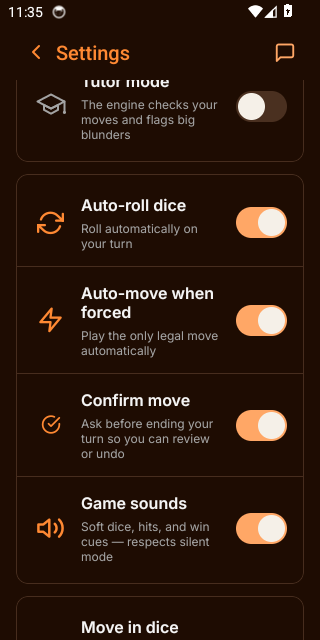 11:35
Settings
Tutor mode
The engine checks your
moves and flags big
blunders
Auto-roll dice
Roll automatically on
your turn
Auto-move when
forced
Play the only legal move
automatically
Confirm move
Ask before ending your
turn so you can review
or undo
Game sounds
Soft dice, hits, and win
cues — respects silent
mode
Move in dice